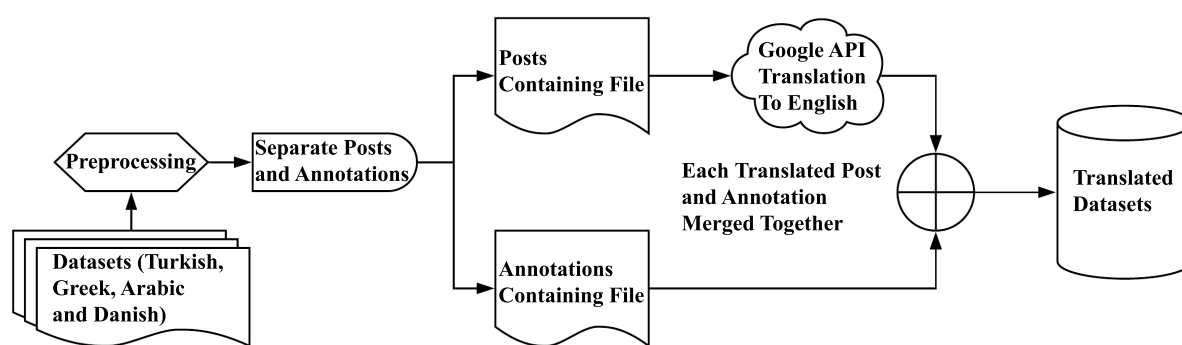 Posts
Containing File
Google API
Translation
To English
Preprocessing
Separate Posts
and Annotations
Each Translated Post
and Annotation
Merged Together
Translated
Datasets
Datasets (Turkish,
Greek, Arabic
and Danish)
Annotations
Containing File